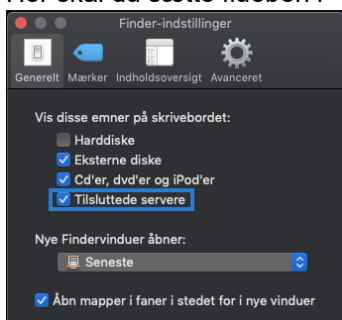 Finder-indstillinger
Generelt Mærker Indholdsoversigt Avanceret
Vis disse emner på skrivebordet:
Harddiske
Eksterne diske
Cd'er, dvd'er og iPod'er
Tilsluttede servere
Nye Findervinduer åbner:
Seneste
Åbn mapper i faner i stedet for i nye vinduer